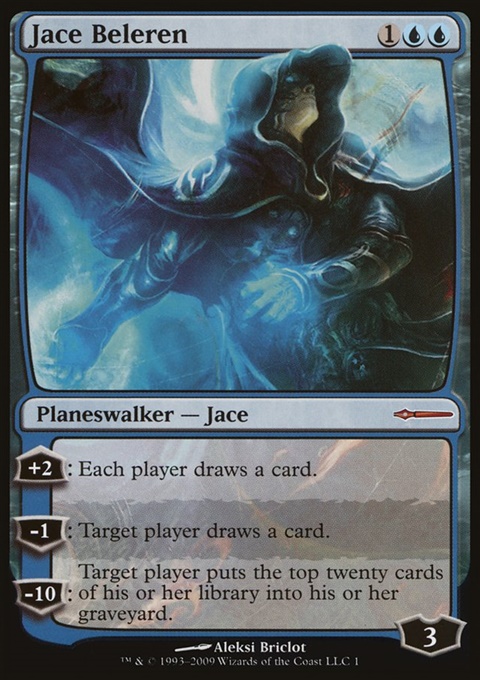 Jace Beleren 1
Planeswalker — Jace
+2 : Each player draws a card.
-1 : Target player draws a card.
Target player puts the top twenty cards
-10 : of his or her library into his or her
graveyard.
3
Aleksi Briclot
™ & © 1993–2009 Wizards of the Coast LLC 1